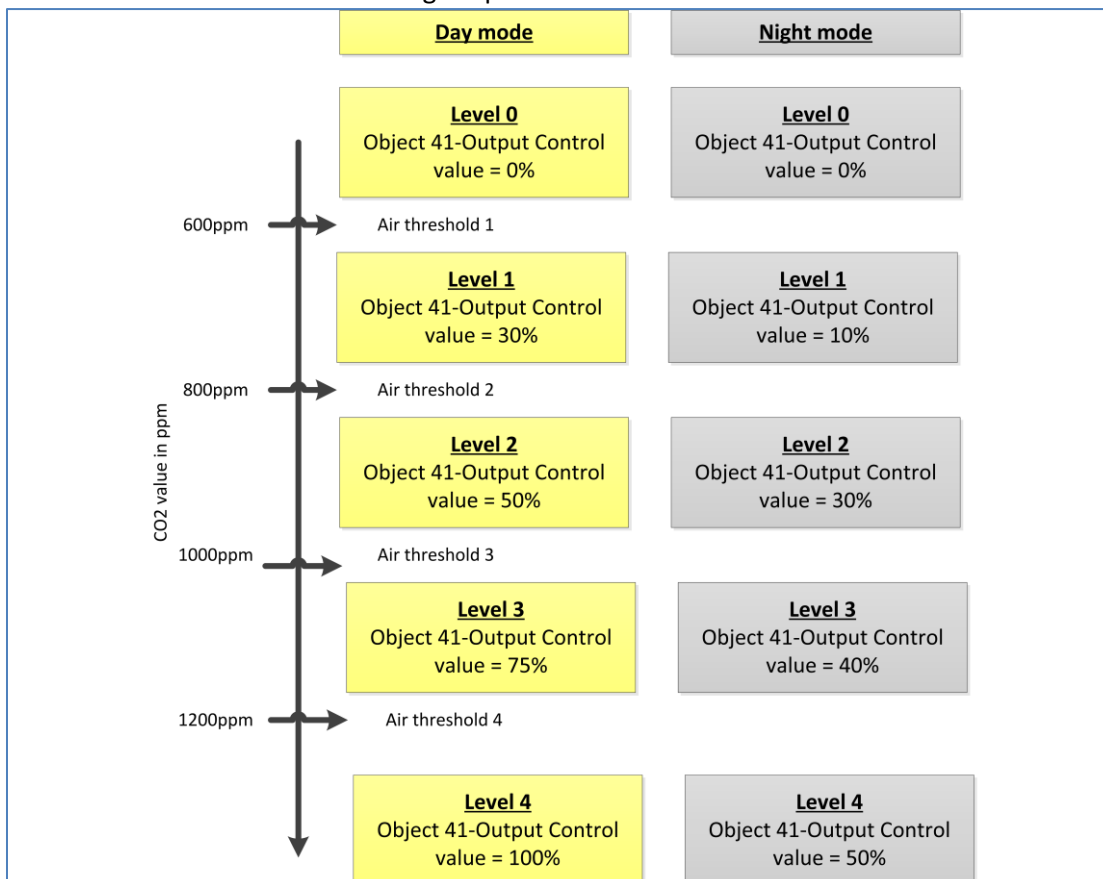 Day mode
Night mode
Level 0
Object 41-Output Control
value = 0%
Level 0
Object 41-Output Control
value = 0%
600ppm
Air threshold 1
Level 1
Object 41-Output Control
value = 30%
Level 1
Object 41-Output Control
value = 10%
800ppm
Air threshold 2
CO2 value in ppm
Level 2
Object 41-Output Control
value = 50%
Level 2
Object 41-Output Control
value = 30%
1000ppm
Air threshold 3
Level 3
Object 41-Output Control
value = 75%
Level 3
Object 41-Output Control
value = 40%
1200ppm
Air threshold 4
Level 4
Object 41-Output Control
value = 100%
Level 4
Object 41-Output Control
value = 50%